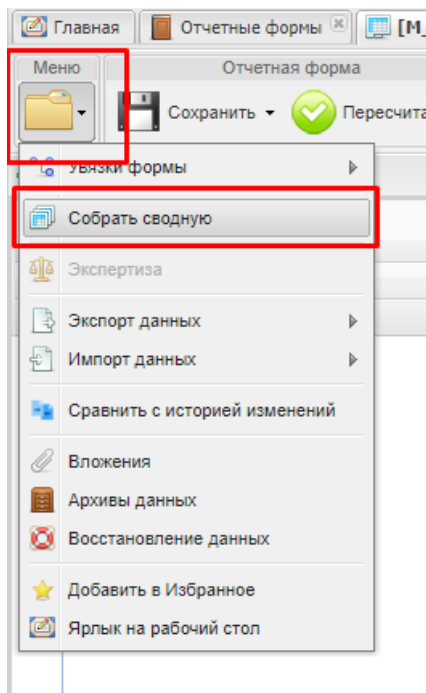 Главная Отчетные формы [М_
Меню Отчетная форма
Сохранить Пересчита
Увязки формы
Собрать сводную
Экспертиза
Экспорт данных
Импорт данных
Сравнить с историей изменений
Вложения
Архивы данных
Восстановление данных
Добавить в Избранное
Ярлык на рабочий стол